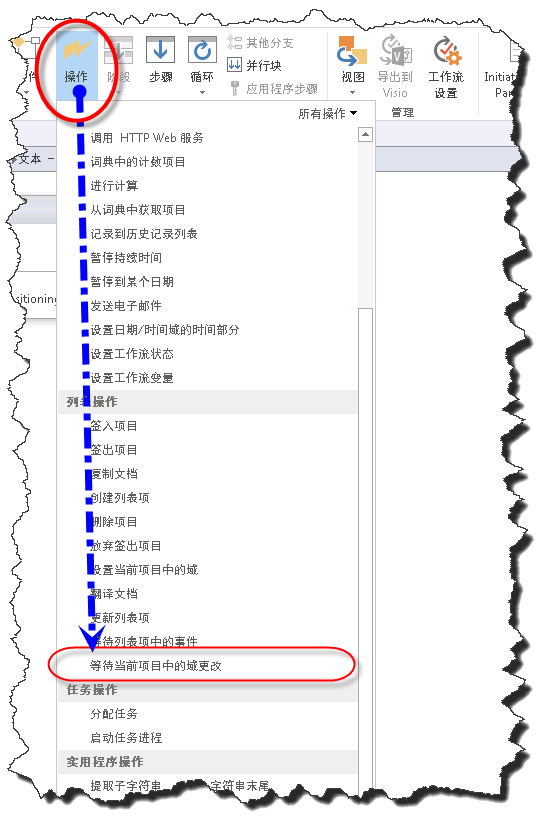 其他分支
并行块
应用程序步骤
件
操作
阶段
步骤
循环
视图
导出到
Visio
工作流
设置
Initiat
Par
管理
所有操作
文本 -
调用 HTTP Web 服务
词典中的计数项目
进行计算
从词典中获取项目
记录到历史记录列表
暂停持续时间
暂停到某个日期
发送电子邮件
sitioning
设置日期/时间域的时间部分
设置工作流状态
设置工作流变量
列表操作
签入项目
签出项目
复制文档
创建列表项
删除项目
放弃签出项目
设置当前项目中的域
翻译文档
更新列表项
等待列表项中的事件
等待当前项目中的域更改
任务操作
分配任务
启动任务进程
实用程序操作
提取子字符串 字符串末尾